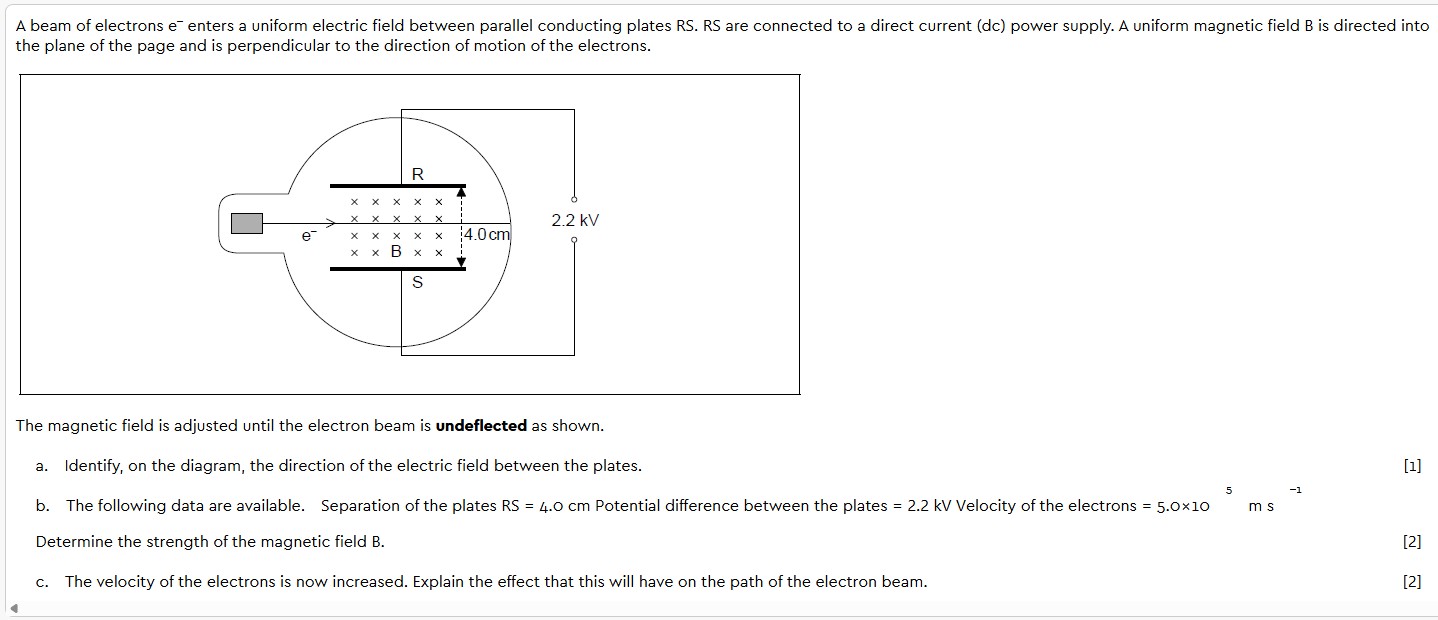 A beam of electrons e⁻ enters a uniform electric field between parallel conducting plates RS. RS are connected to a direct current (dc) power supply. A uniform magnetic field B is directed into
the plane of the page and is perpendicular to the direction of motion of the electrons.
R
x x x x x
x x x x x
2.2 kV
e⁻
x x x x x
4.0 cm
x x B x x
S
The magnetic field is adjusted until the electron beam is undeflected as shown.
a. Identify, on the diagram, the direction of the electric field between the plates. [1]
b. The following data are available. Separation of the plates RS = 4.0 cm Potential difference between the plates = 2.2 kV Velocity of the electrons = 5.0×10⁵ m s⁻¹
Determine the strength of the magnetic field B. [2]
c. The velocity of the electrons is now increased. Explain the effect that this will have on the path of the electron beam. [2]